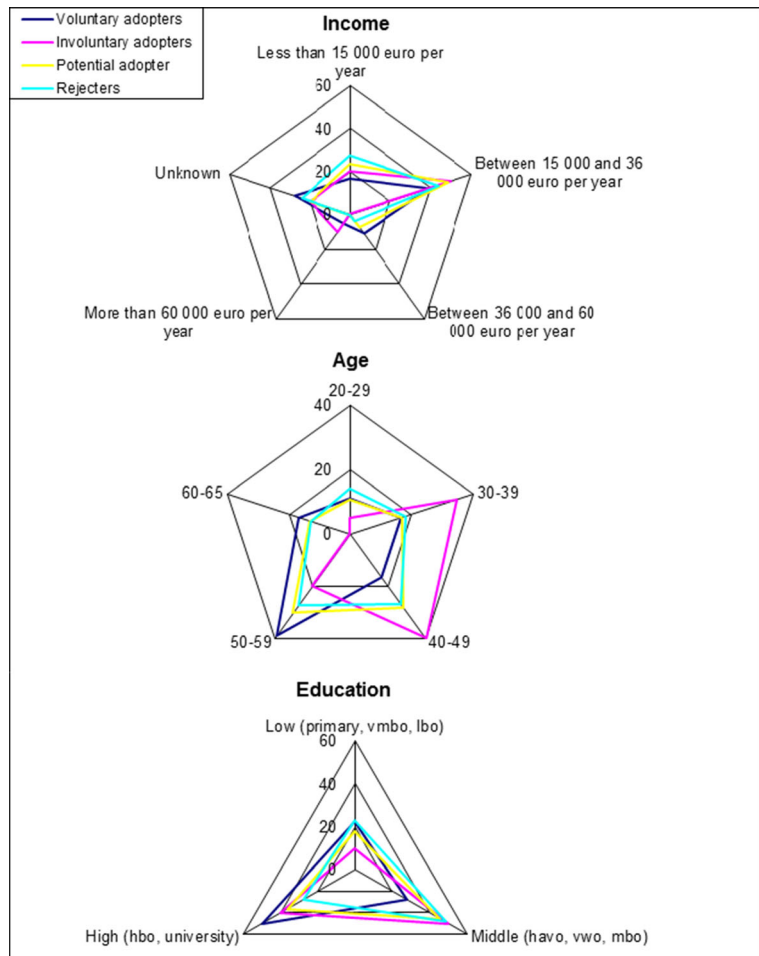 Voluntary adopters
Involuntary adopters
Potential adopter
Rejecters
Income
Less than 15 000 euro per
year
60
40
20
0
Between 15 000 and 36
000 euro per year
Unknown
More than 60 000 euro per
year
Between 36 000 and 60
000 euro per year
Age
20-29
40
20
0
60-65
30-39
50-59
40-49
Education
Low (primary, vmbo, lbo)
60
40
20
0
High (hbo, university)
Middle (havo, vwo, mbo)